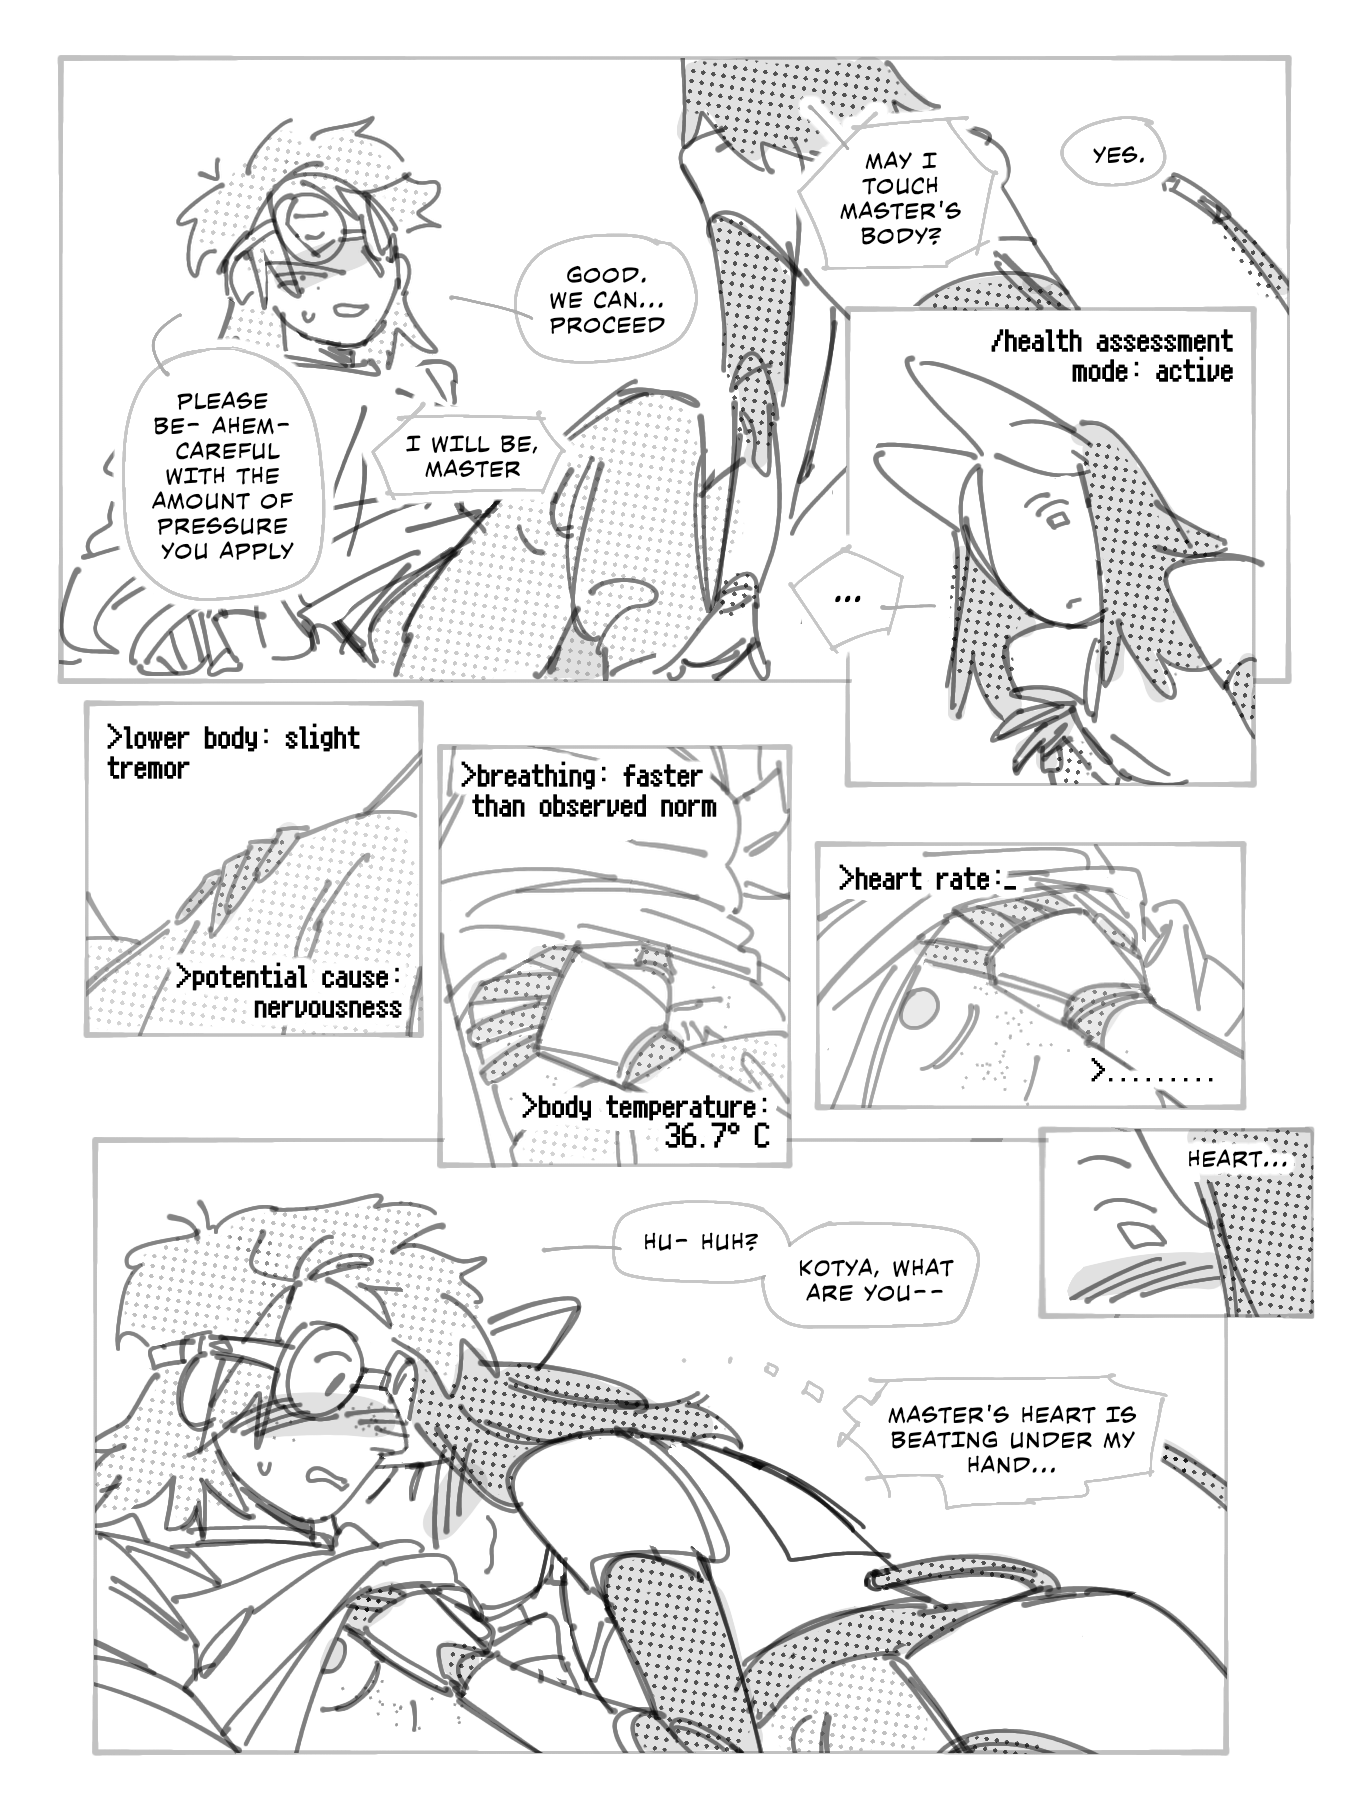 MAY I
TOUCH
MASTER'S
BODY?
YES.
GOOD.
WE CAN...
PROCEED
PLEASE
BE- AHEM-
CAREFUL
WITH THE
AMOUNT OF
PRESSURE
YOU APPLY
I WILL BE,
MASTER
/health assessment
mode: active
...
>lower body: slight
tremor
>potential cause:
nervousness
>breathing: faster
than observed norm
>body temperature:
36.7° C
>heart rate:_
>.........
HEART...
HU- HUH?
KOTYA, WHAT
ARE YOU--
MASTER'S HEART IS
BEATING UNDER MY
HAND...